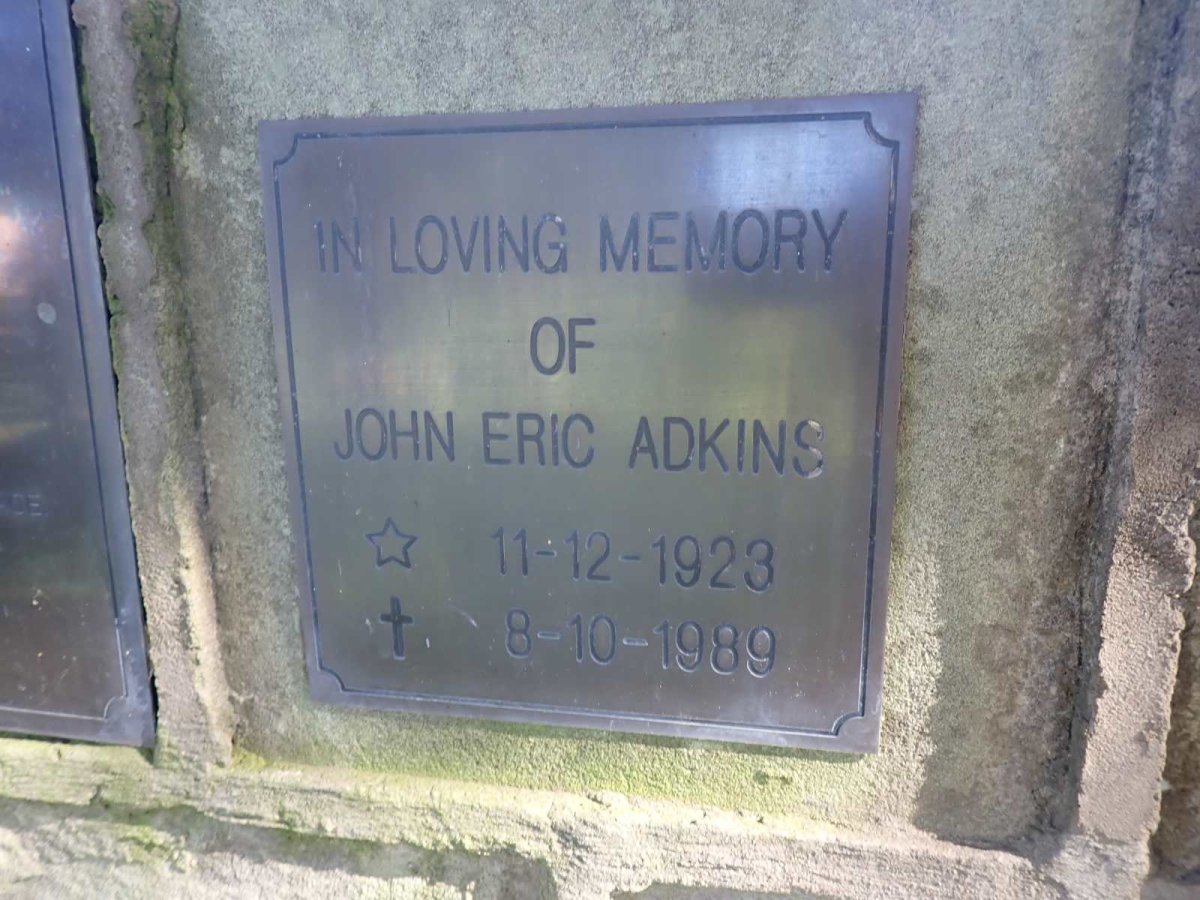 IN LOVING MEMORY
OF
JOHN ERIC ADKINS
11-12-1923
8-10-1989